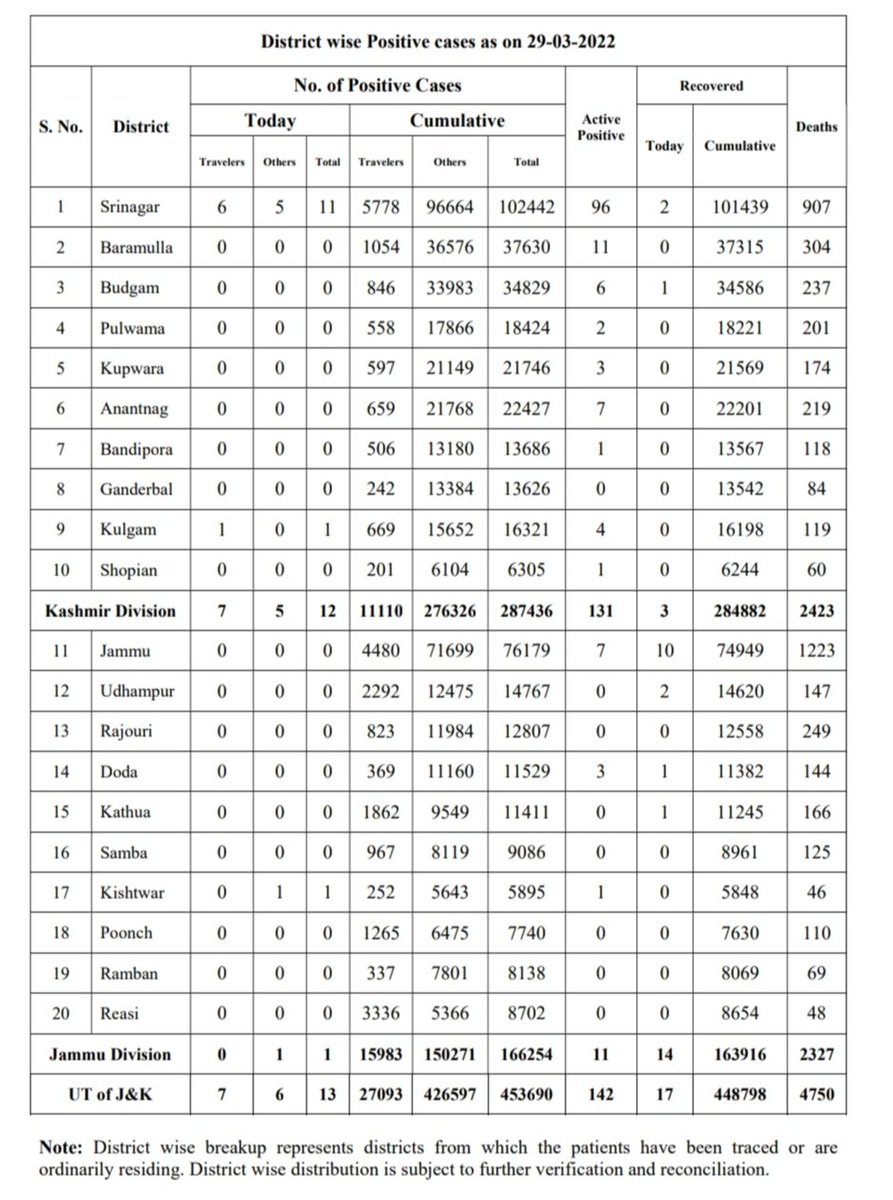 District wise Positive cases as on 29-03-2022
S. No. District No. of Positive Cases Active Positive Recovered Deaths
Today Cumulative Today Cumulative
Travelers Others Total Travelers Others Total
1 Srinagar 6 5 11 5778 96664 102442 96 2 101439 907
2 Baramulla 0 0 0 1054 36576 37630 11 0 37315 304
3 Budgam 0 0 0 846 33983 34829 6 1 34586 237
4 Pulwama 0 0 0 558 17866 18424 2 0 18221 201
5 Kupwara 0 0 0 597 21149 21746 3 0 21569 174
6 Anantnag 0 0 0 659 21768 22427 7 0 22201 219
7 Bandipora 0 0 0 506 13180 13686 1 0 13567 118
8 Ganderbal 0 0 0 242 13384 13626 0 0 13542 84
9 Kulgam 1 0 1 669 15652 16321 4 0 16198 119
10 Shopian 0 0 0 201 6104 6305 1 0 6244 60
Kashmir Division 7 5 12 11110 276326 287436 131 3 284882 2423
11 Jammu 0 0 0 4480 71699 76179 7 10 74949 1223
12 Udhampur 0 0 0 2292 12475 14767 0 2 14620 147
13 Rajouri 0 0 0 823 11984 12807 0 0 12558 249
14 Doda 0 0 0 369 11160 11529 3 1 11382 144
15 Kathua 0 0 0 1862 9549 11411 0 1 11245 166
16 Samba 0 0 0 967 8119 9086 0 0 8961 125
17 Kishtwar 0 1 1 252 5643 5895 1 0 5848 46
18 Poonch 0 0 0 1265 6475 7740 0 0 7630 110
19 Ramban 0 0 0 337 7801 8138 0 0 8069 69
20 Reasi 0 0 0 3336 5366 8702 0 0 8654 48
Jammu Division 0 1 1 15983 150271 166254 11 14 163916 2327
UT of J&K 7 6 13 27093 426597 453690 142 17 448798 4750
Note: District wise breakup represents districts from which the patients have been traced or are
ordinarily residing. District wise distribution is subject to further verification and reconciliation.